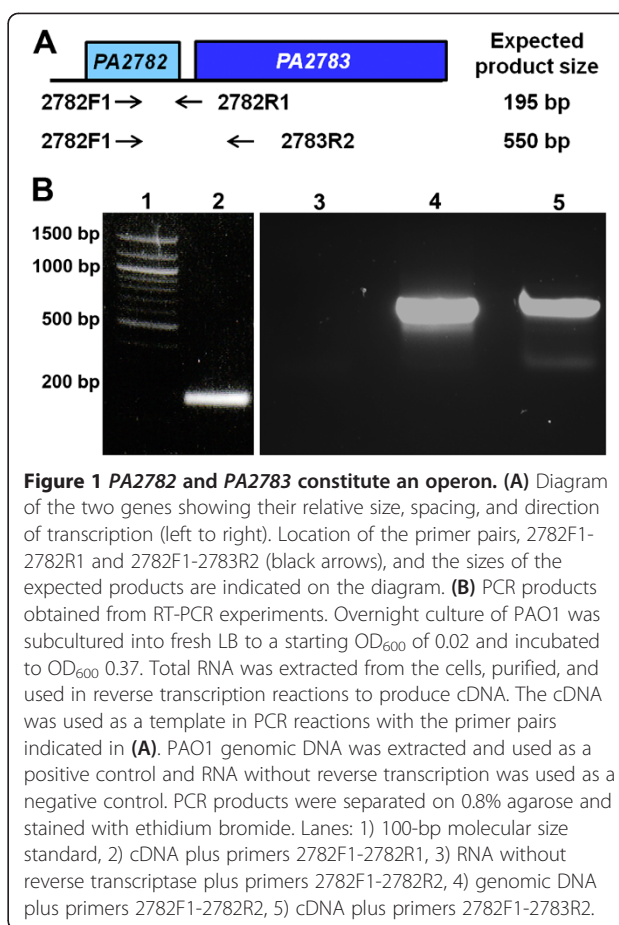 A
PA2782 PA2783 Expected
product size
2782F1 → ← 2782R1 195 bp
2782F1 → ← 2783R2 550 bp
B
1 2 3 4 5
1500 bp
1000 bp
500 bp
200 bp
Figure 1 PA2782 and PA2783 constitute an operon. (A) Diagram
of the two genes showing their relative size, spacing, and direction
of transcription (left to right). Location of the primer pairs, 2782F1-
2782R1 and 2782F1-2783R2 (black arrows), and the sizes of the
expected products are indicated on the diagram. (B) PCR products
obtained from RT-PCR experiments. Overnight culture of PAO1 was
subcultured into fresh LB to a starting OD600 of 0.02 and incubated
to OD600 0.37. Total RNA was extracted from the cells, purified, and
used in reverse transcription reactions to produce cDNA. The cDNA
was used as a template in PCR reactions with the primer pairs
indicated in (A). PAO1 genomic DNA was extracted and used as a
positive control and RNA without reverse transcription was used as a
negative control. PCR products were separated on 0.8% agarose and
stained with ethidium bromide. Lanes: 1) 100-bp molecular size
standard, 2) cDNA plus primers 2782F1-2782R1, 3) RNA without
reverse transcriptase plus primers 2782F1-2782R2, 4) genomic DNA
plus primers 2782F1-2782R2, 5) cDNA plus primers 2782F1-2783R2.